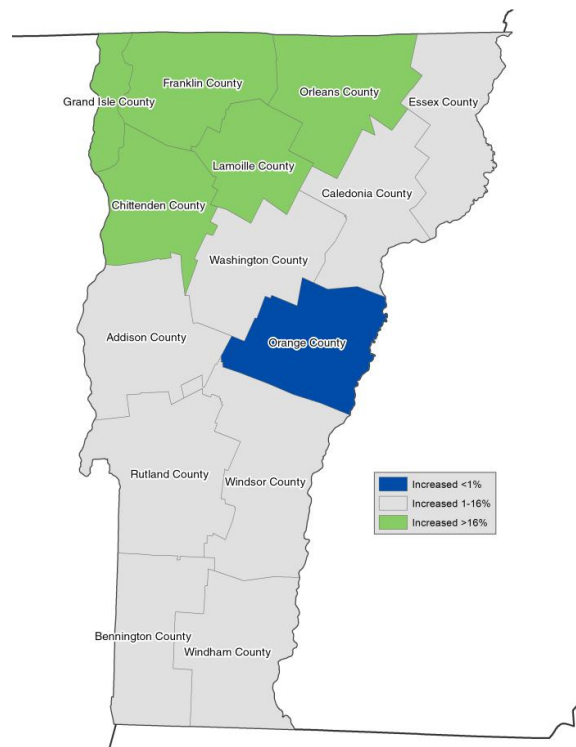 Franklin County
Orleans County
Grand Isle County
Essex County
Lamoille County
Caledonia County
Chittenden County
Washington County
Addison County
Orange County
Rutland County
Windsor County
Increased <1%
Increased 1-16%
Increased >16%
Bennington County
Windham County